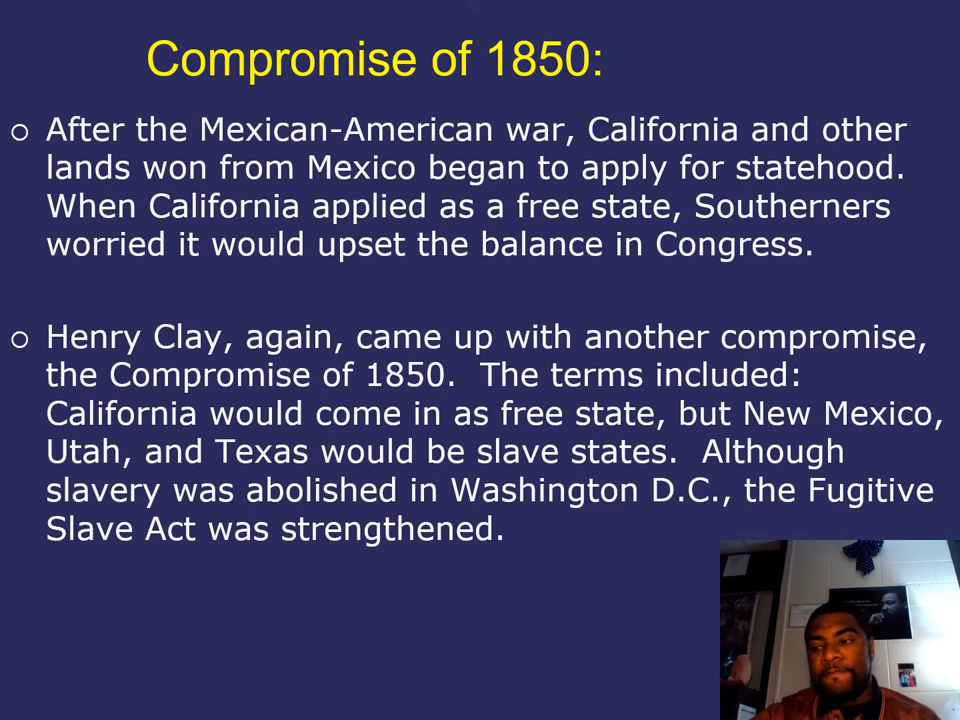 Compromise of 1850:
After the Mexican-American war, California and other
lands won from Mexico began to apply for statehood.
When California applied as a free state, Southerners
worried it would upset the balance in Congress.
Henry Clay, again, came up with another compromise,
the Compromise of 1850.  The terms included:
California would come in as free state, but New Mexico,
Utah, and Texas would be slave states.  Although
slavery was abolished in Washington D.C., the Fugitive
Slave Act was strengthened.